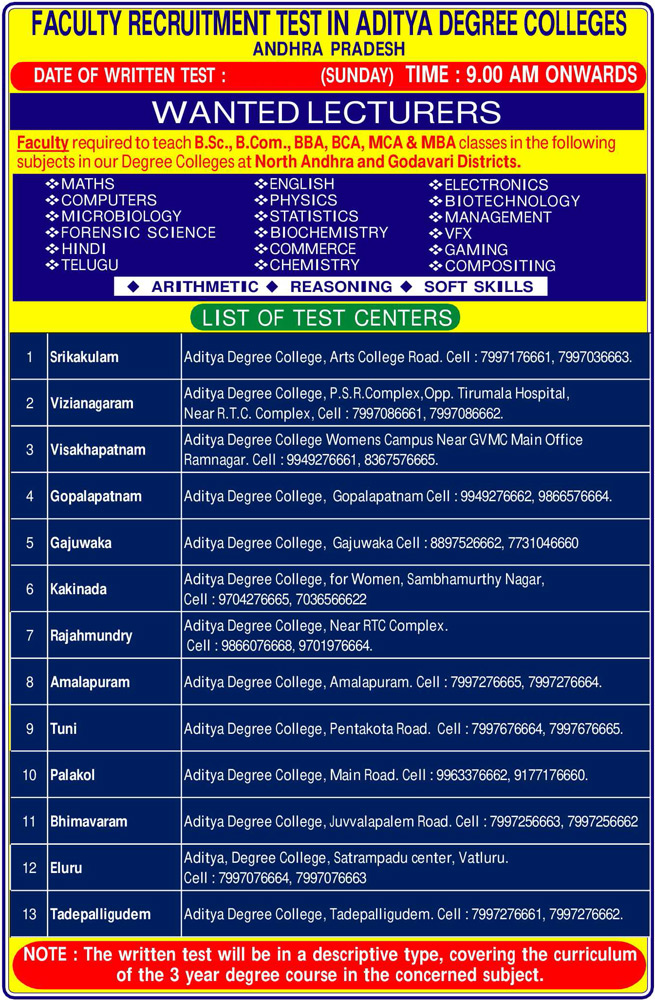 FACULTY RECRUITMENT TEST IN ADITYA DEGREE COLLEGES
ANDHRA PRADESH
DATE OF WRITTEN TEST : (SUNDAY) TIME : 9.00 AM ONWARDS
WANTED LECTURERS
Faculty required to teach B.Sc., B.Com., BBA, BCA, MCA & MBA classes in the following
subjects in our Degree Colleges at North Andhra and Godavari Districts.
❖MATHS ❖ENGLISH ❖ELECTRONICS
❖COMPUTERS ❖PHYSICS ❖BIOTECHNOLOGY
❖MICROBIOLOGY ❖STATISTICS ❖MANAGEMENT
❖FORENSIC SCIENCE ❖BIOCHEMISTRY ❖VFX
❖HINDI ❖COMMERCE ❖GAMING
❖TELUGU ❖CHEMISTRY ❖COMPOSITING
◆ ARITHMETIC ◆ REASONING ◆ SOFT SKILLS
LIST OF TEST CENTERS
1 Srikakulam Aditya Degree College, Arts College Road. Cell : 7997176661, 7997036663.
2 Vizianagaram Aditya Degree College, P.S.R.Complex,Opp. Tirumala Hospital,
Near R.T.C. Complex, Cell : 7997086661, 7997086662.
3 Visakhapatnam Aditya Degree College Womens Campus Near GVMC Main Office
Ramnagar. Cell : 9949276661, 8367576665.
4 Gopalapatnam Aditya Degree College, Gopalapatnam Cell : 9949276662, 9866576664.
5 Gajuwaka Aditya Degree College, Gajuwaka Cell : 8897526662, 7731046660
6 Kakinada Aditya Degree College, for Women, Sambhamurthy Nagar,
Cell : 9704276665, 7036566622
7 Rajahmundry Aditya Degree College, Near RTC Complex.
Cell : 9866076668, 9701976664.
8 Amalapuram Aditya Degree College, Amalapuram. Cell : 7997276665, 7997276664.
9 Tuni Aditya Degree College, Pentakota Road. Cell : 7997676664, 7997676665.
10 Palakol Aditya Degree College, Main Road. Cell : 9963376662, 9177176660.
11 Bhimavaram Aditya Degree College, Juvvalapalem Road. Cell : 7997256663, 7997256662
12 Eluru Aditya, Degree College, Satrampadu center, Vatluru.
Cell : 7997076664, 7997076663
13 Tadepalligudem Aditya Degree College, Tadepalligudem. Cell : 7997276661, 7997276662.
NOTE : The written test will be in a descriptive type, covering the curriculum
of the 3 year degree course in the concerned subject.